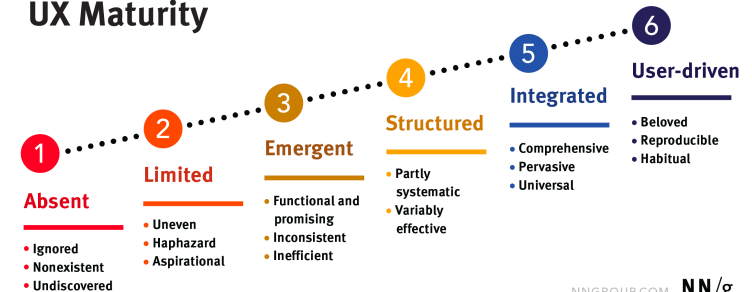 UX Maturity
1
Absent
• Ignored
• Nonexistent
• Undiscovered
2
Limited
• Uneven
• Haphazard
• Aspirational
3
Emergent
• Functional and
promising
• Inconsistent
• Inefficient
4
Structured
• Partly
systematic
• Variably
effective
5
Integrated
• Comprehensive
• Pervasive
• Universal
6
User-driven
• Beloved
• Reproducible
• Habitual
NNGROUP.COM NN/g